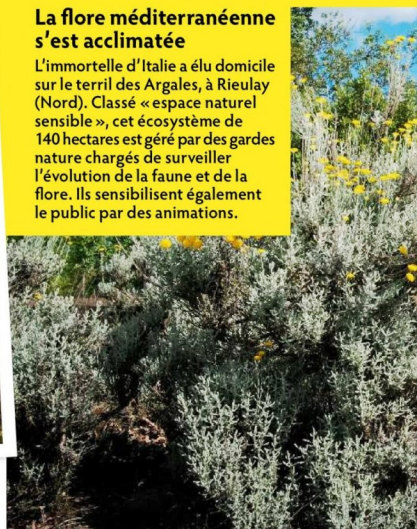 La flore méditerranéenne
s'est acclimatée
L'immortelle d'Italie a élu domicile
sur le terril des Argales, à Rieulay
(Nord). Classé « espace naturel
sensible », cet écosystème de
140 hectares est géré par des gardes
nature chargés de surveiller
l'évolution de la faune et de la
flore. Ils sensibilisent également
le public par des animations.